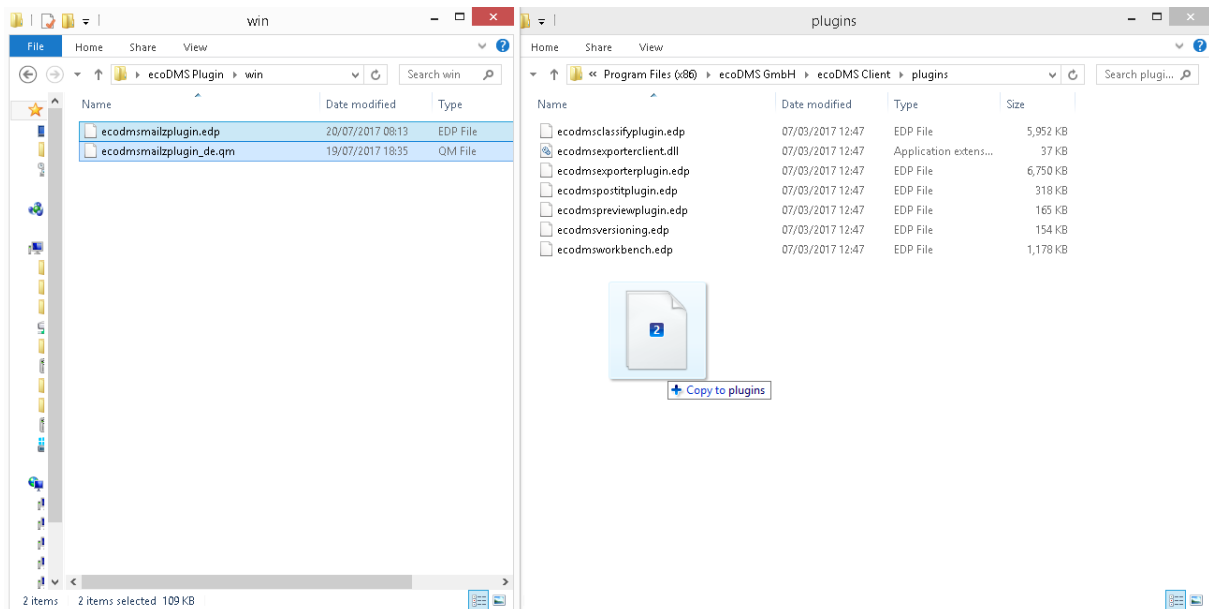 win
File Home Share View
ecoDMS Plugin win Search win
Name Date modified Type
ecodmsmailzplugin.edp 20/07/2017 08:13 EDP File
ecodmsmailzplugin_de.qm 19/07/2017 18:35 QM File
2 items 2 items selected 109 KB
plugins
Home Share View
« Program Files (x86) ecoDMS GmbH ecoDMS Client plugins Search plugi...
Name Date modified Type Size
ecodmsclassifyplugin.edp 07/03/2017 12:47 EDP File 5,952 KB
ecodmsexporterclient.dll 07/03/2017 12:47 Application extens... 37 KB
ecodmsexporterplugin.edp 07/03/2017 12:47 EDP File 6,750 KB
ecodmspostitplugin.edp 07/03/2017 12:47 EDP File 318 KB
ecodmspreviewplugin.edp 07/03/2017 12:47 EDP File 165 KB
ecodmsversioning.edp 07/03/2017 12:47 EDP File 154 KB
ecodmsworkbench.edp 07/03/2017 12:47 EDP File 1,178 KB
2
Copy to plugins